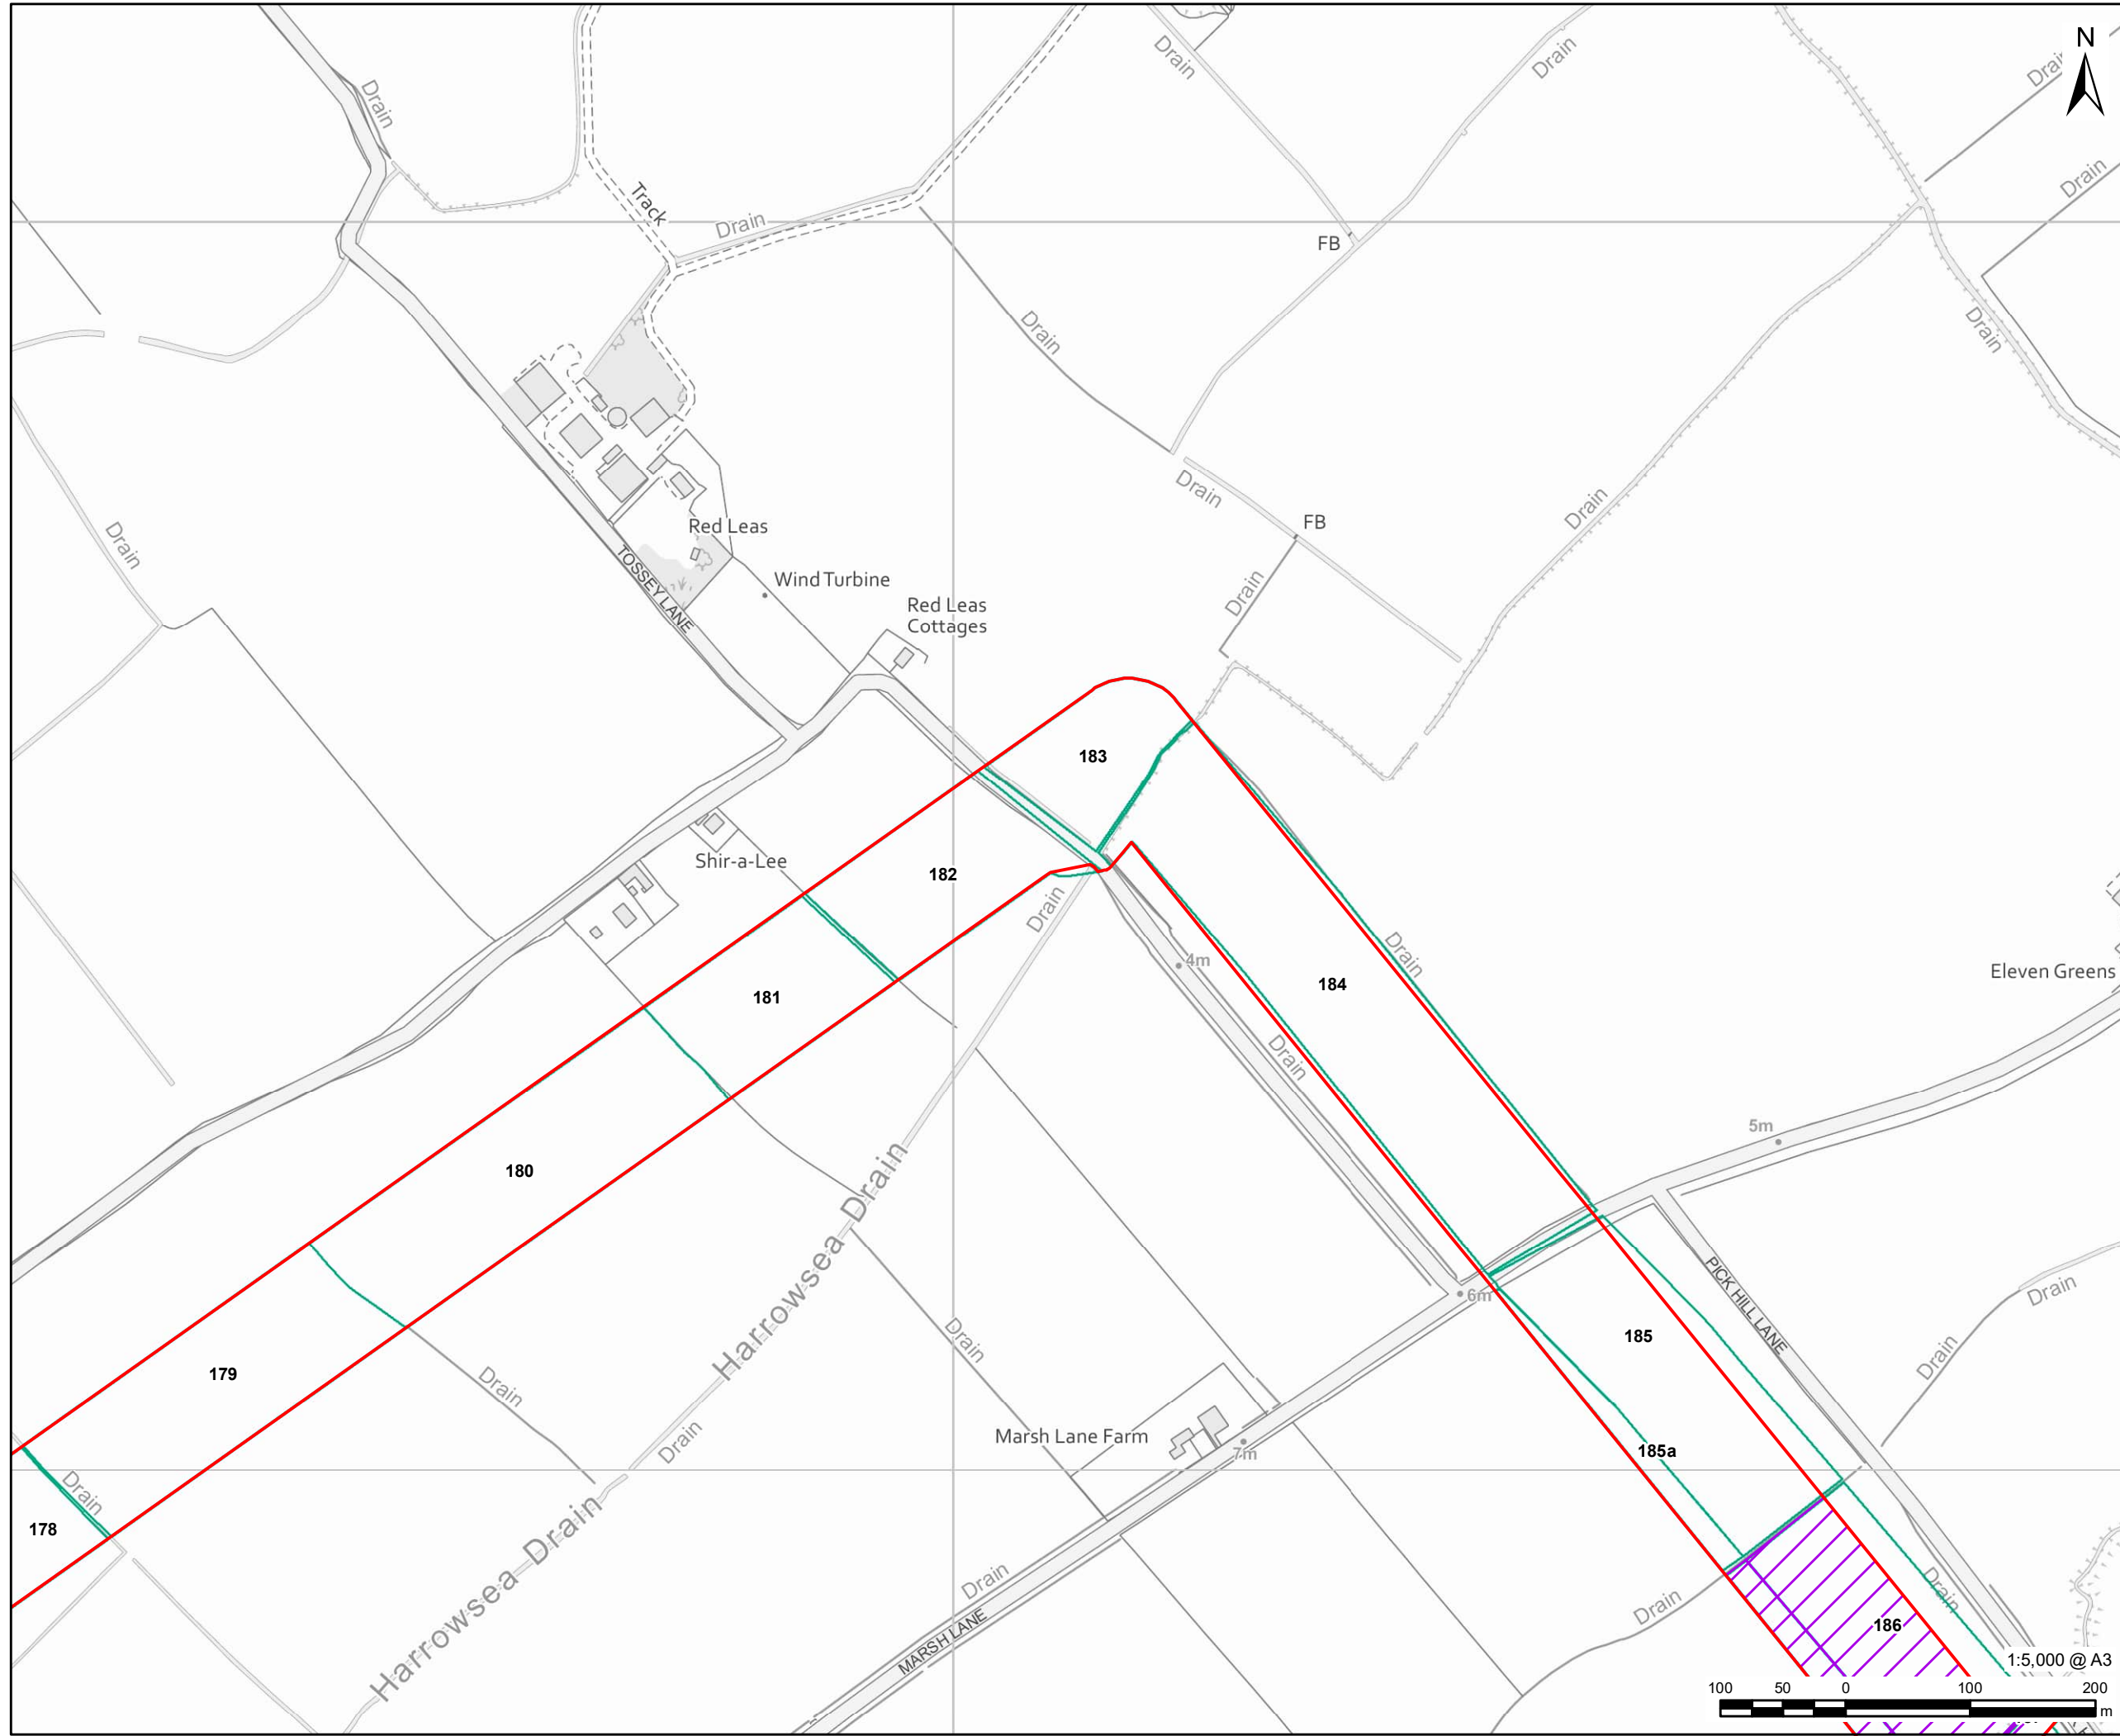 N
Drain
Drain
Drain
Drain
Drain
Track
Drain
FB
Drain
Drain
Drain
FB
Drain
Drain
Red Leas
TOSSEY LANE
Wind Turbine
Drain
Drain
Red Leas
Cottages
183
Shir-a-Lee
182
Drain
4m
Drain
184
Eleven Greens
181
Drain
5m
180
Harrowsea Drain
6m
PICK HILL LANE
Drain
185
Drain
Drain
179
Drain
Drain
Marsh Lane Farm
7m
185a
Drain
178
Harrowsea Drain
Drain
MARSH LANE
Drain
Drain
186
1:5,000 @ A3
100 50 0 100 200
m